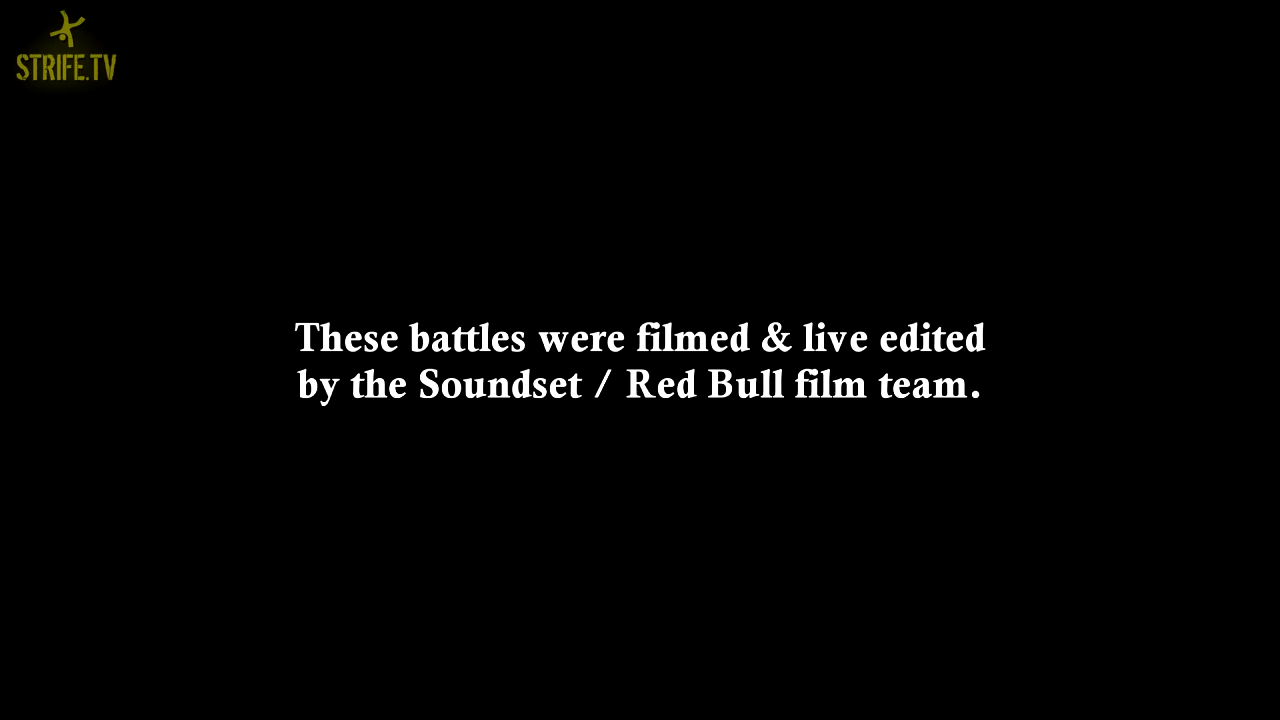 STRIFE.TV
These battles were filmed & live edited
by the Soundset / Red Bull film team.